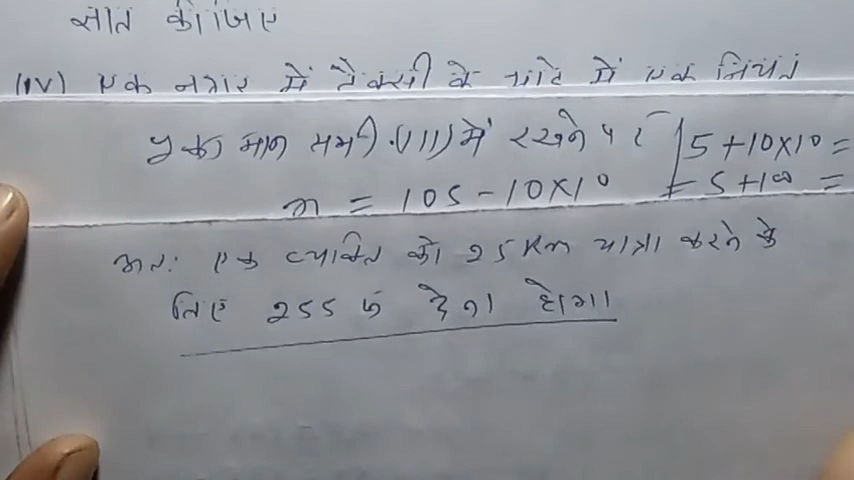 ज्ञात कीजिए
(iv) एक नगर में टैक्सी के भाड़े में एक नियत
y का मान समी. (iii) में रखने पर 5 + 10 × 10 =
x = 105 - 10 × 10 = 5 + 100 =
अतः एक व्यक्ति को 25 Km यात्रा करने के
लिए 255 रु देना होगा